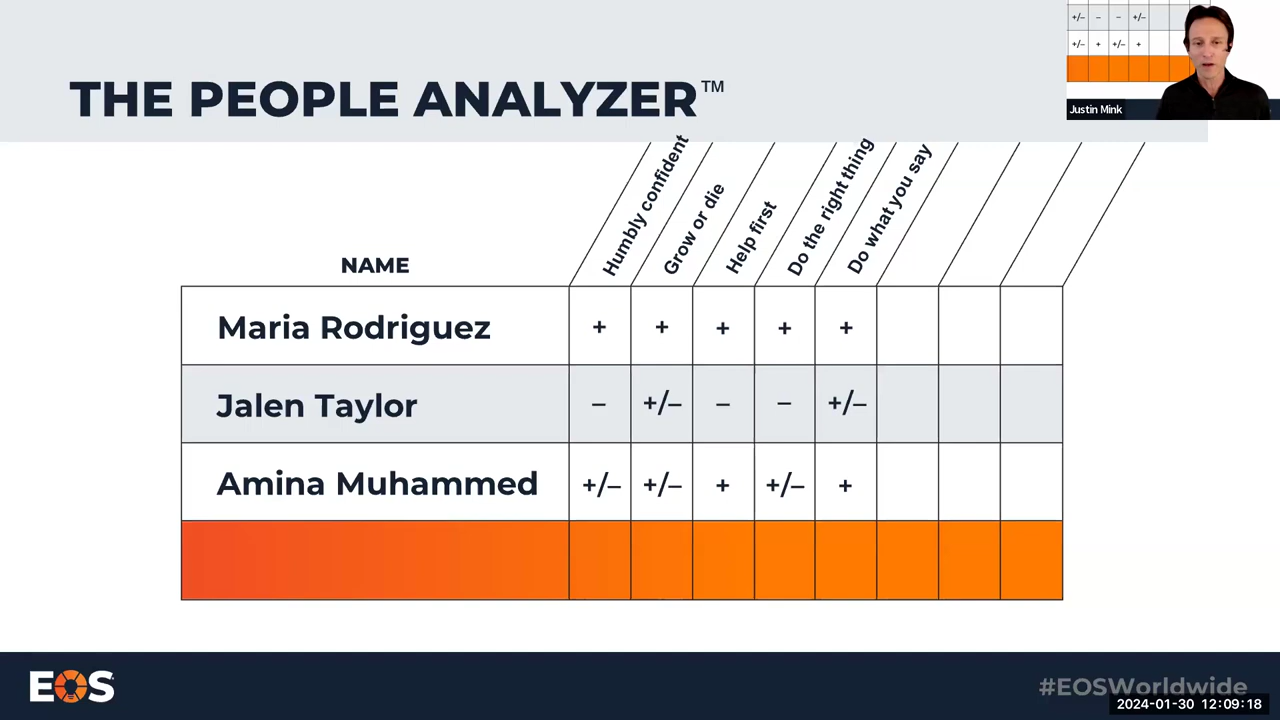 +/– – – +/–
+/– + +/– +
Justin Mink
THE PEOPLE ANALYZER™
Humbly confident
Grow or die
Help first
Do the right thing
Do what you say
NAME
Maria Rodriguez + + + + +
Jalen Taylor – +/– – – +/–
Amina Muhammed +/– +/– + +/– +
EOS
#EOSWorldwide
2024-01-30 12:09:18